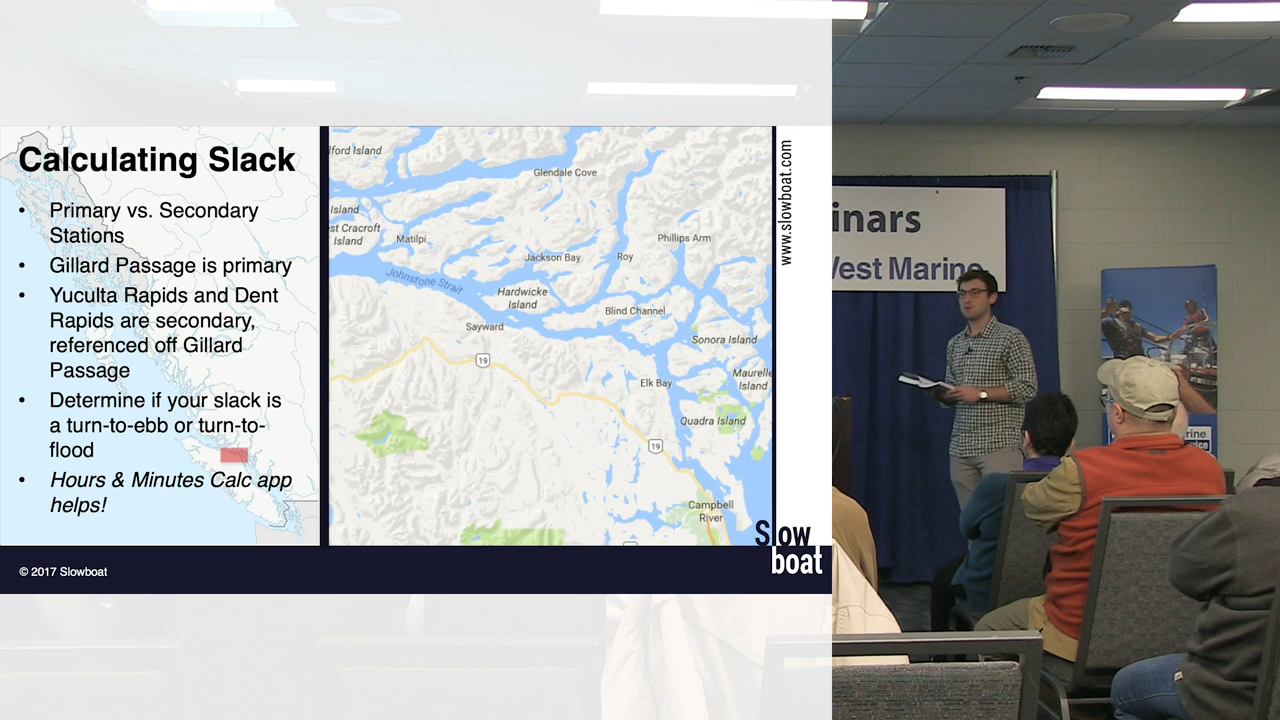 Calculating Slack
• Primary vs. Secondary
Stations
• Gillard Passage is primary
• Yuculta Rapids and Dent
Rapids are secondary,
referenced off Gillard
Passage
• Determine if your slack is
a turn-to-ebb or turn-to-
flood
• Hours & Minutes Calc app
helps!
© 2017 Slowboat
lford Island
Glendale Cove
Island
est Cracroft
Island
Matilpi
Phillips Arm
Jackson Bay
Roy
Johnstone Strait
Hardwicke
Island
Blind Channel
Sayward
Sonora Island
19
Maurelle
Island
Elk Bay
Quadra Island
19
Campbell
River
www.slowboat.com
Slow
boat
inars
West Marine